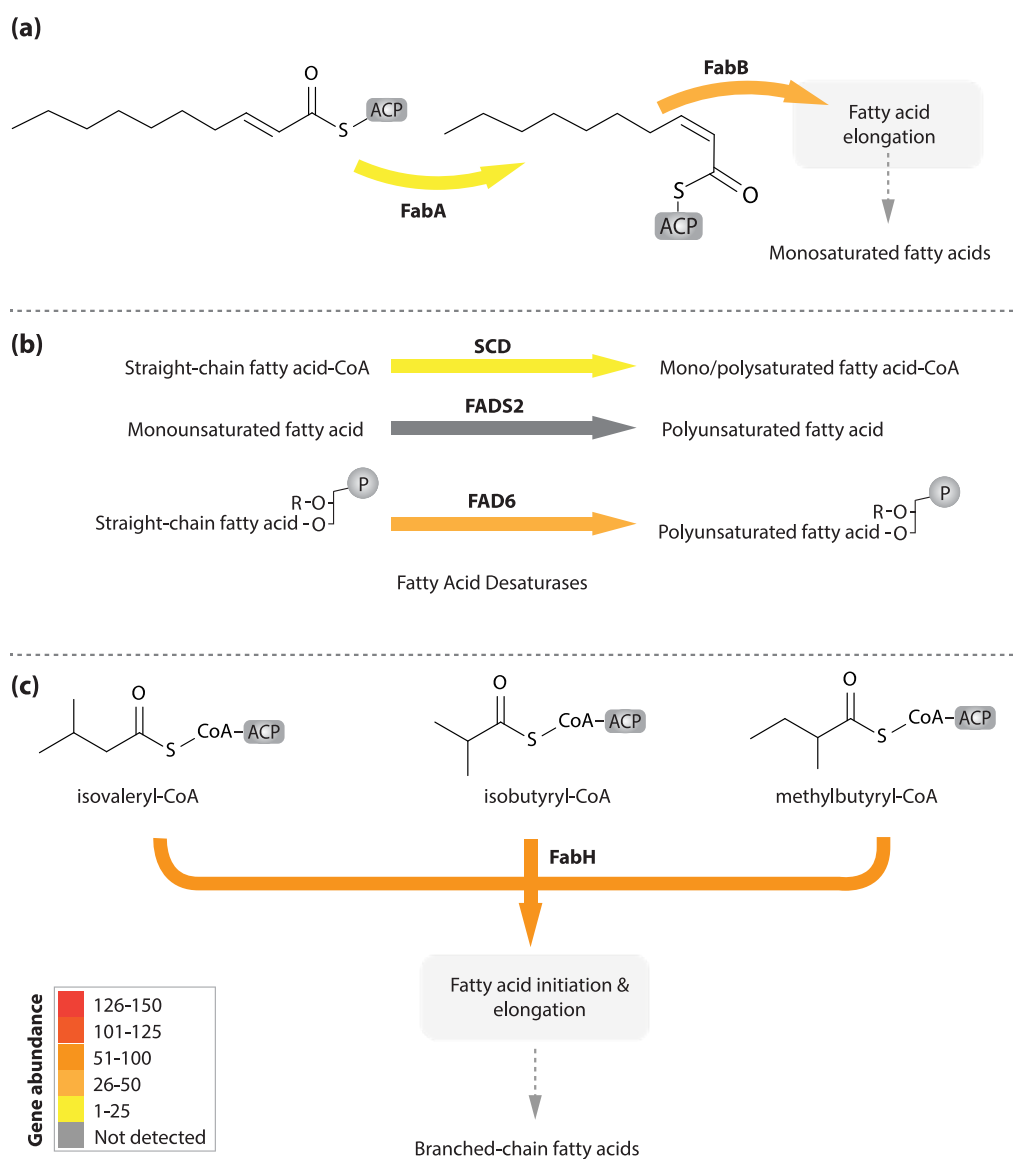 (a)
O
S
ACP
FabA
FabB
S
O
ACP
Fatty acid
elongation
Monosaturated fatty acids
(b)
Straight-chain fatty acid-CoA
SCD
Mono/polysaturated fatty acid-CoA
Monounsaturated fatty acid
FADS2
Polyunsaturated fatty acid
P
R-O
Straight-chain fatty acid -O
FAD6
P
R-O
Polyunsaturated fatty acid -O
Fatty Acid Desaturases
(c)
O
S
CoA-ACP
isovaleryl-CoA
O
S
CoA-ACP
isobutyryl-CoA
O
S
CoA-ACP
methylbutyryl-CoA
FabH
Fatty acid initiation &
elongation
Branched-chain fatty acids
Gene abundance
126-150
101-125
51-100
26-50
1-25
Not detected